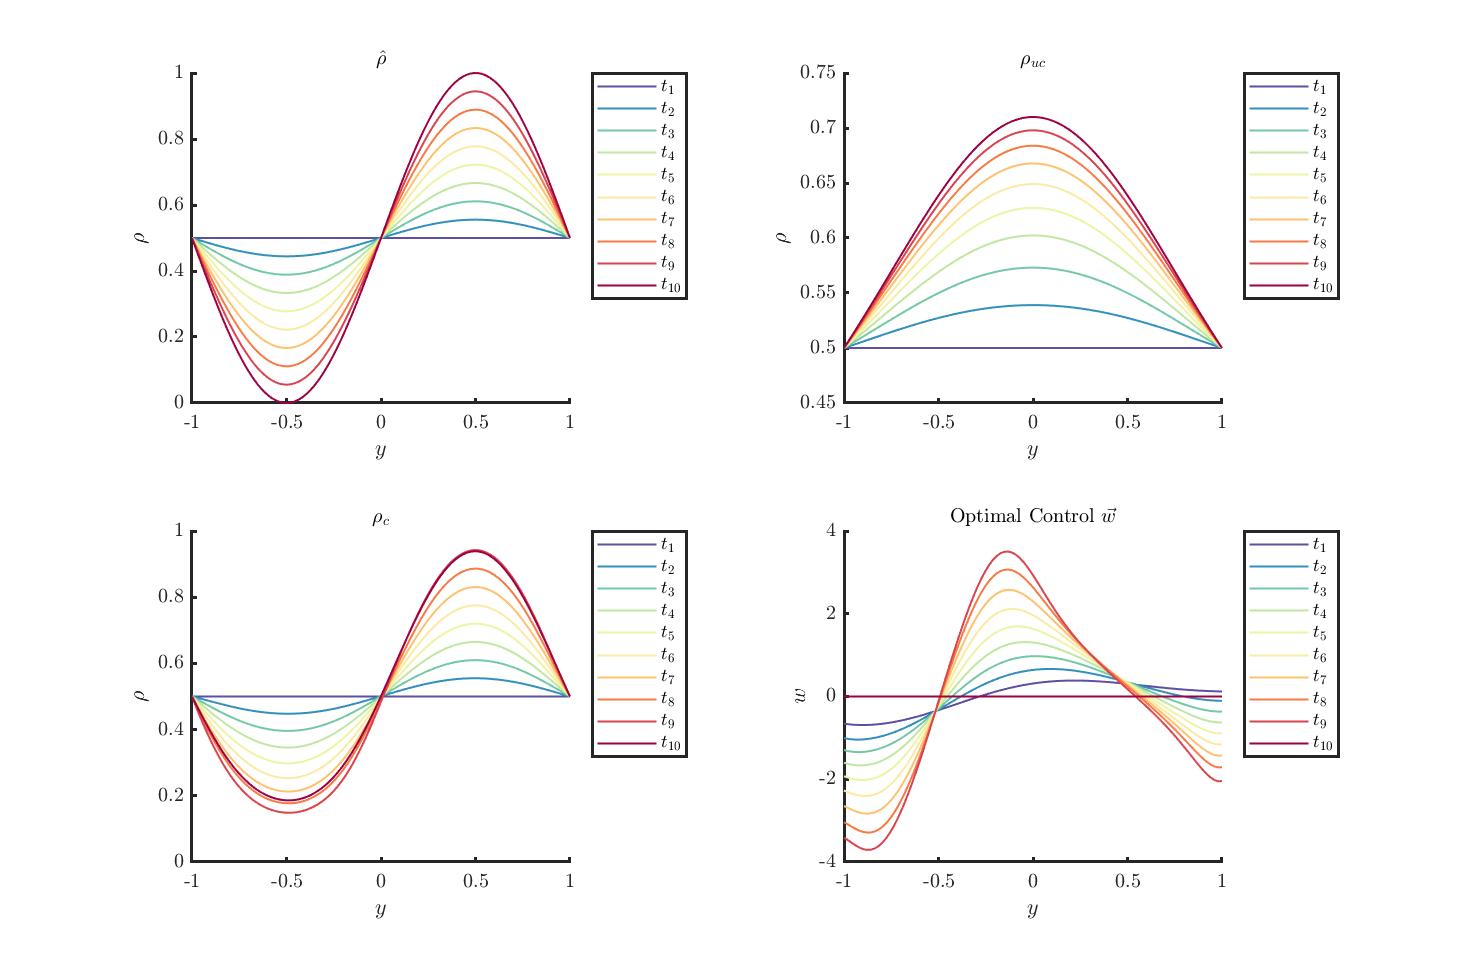 ρ̂
ρ
1
0.8
0.6
0.4
0.2
0
-1 -0.5 0 0.5 1
y
t₁
t₂
t₃
t₄
t₅
t₆
t₇
t₈
t₉
t₁₀
ρ_uc
ρ
0.75
0.7
0.65
0.6
0.55
0.5
0.45
-1 -0.5 0 0.5 1
y
t₁
t₂
t₃
t₄
t₅
t₆
t₇
t₈
t₉
t₁₀
ρ_c
ρ
1
0.8
0.6
0.4
0.2
0
-1 -0.5 0 0.5 1
y
t₁
t₂
t₃
t₄
t₅
t₆
t₇
t₈
t₉
t₁₀
Optimal Control w⃗
w
4
2
0
-2
-4
-1 -0.5 0 0.5 1
y
t₁
t₂
t₃
t₄
t₅
t₆
t₇
t₈
t₉
t₁₀